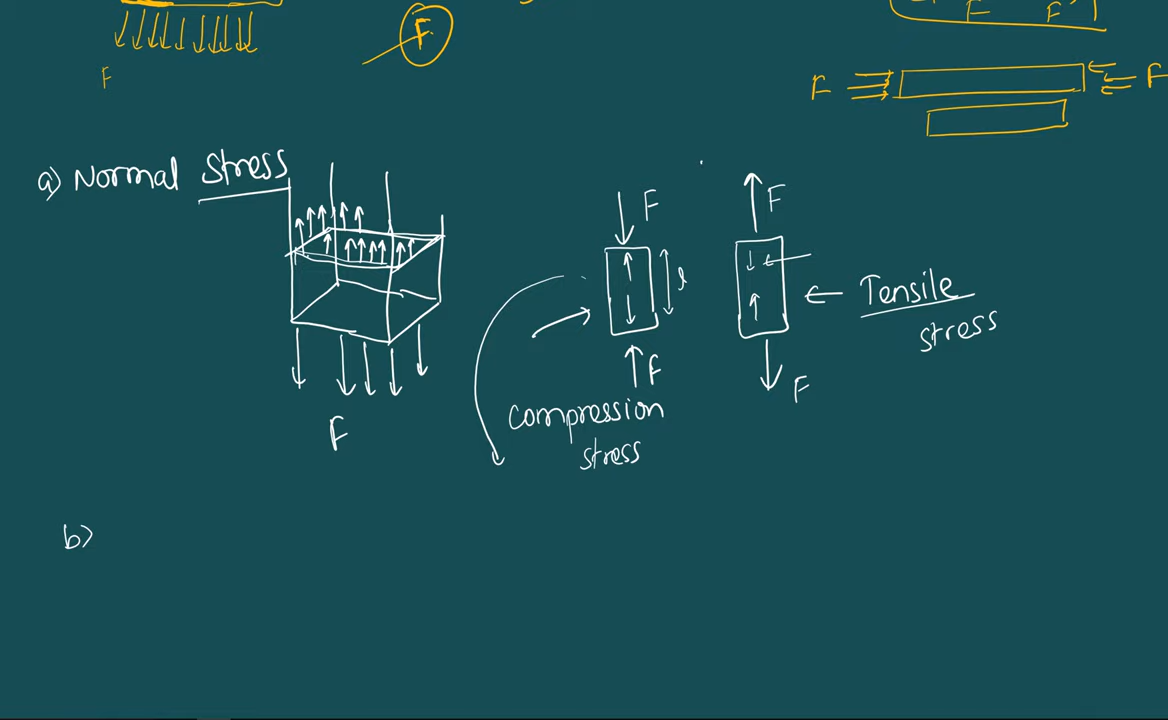 F F
F
F
F F
a) Normal Stress
F F
l
Tensile
stress
F F
compression
stress
F
b)